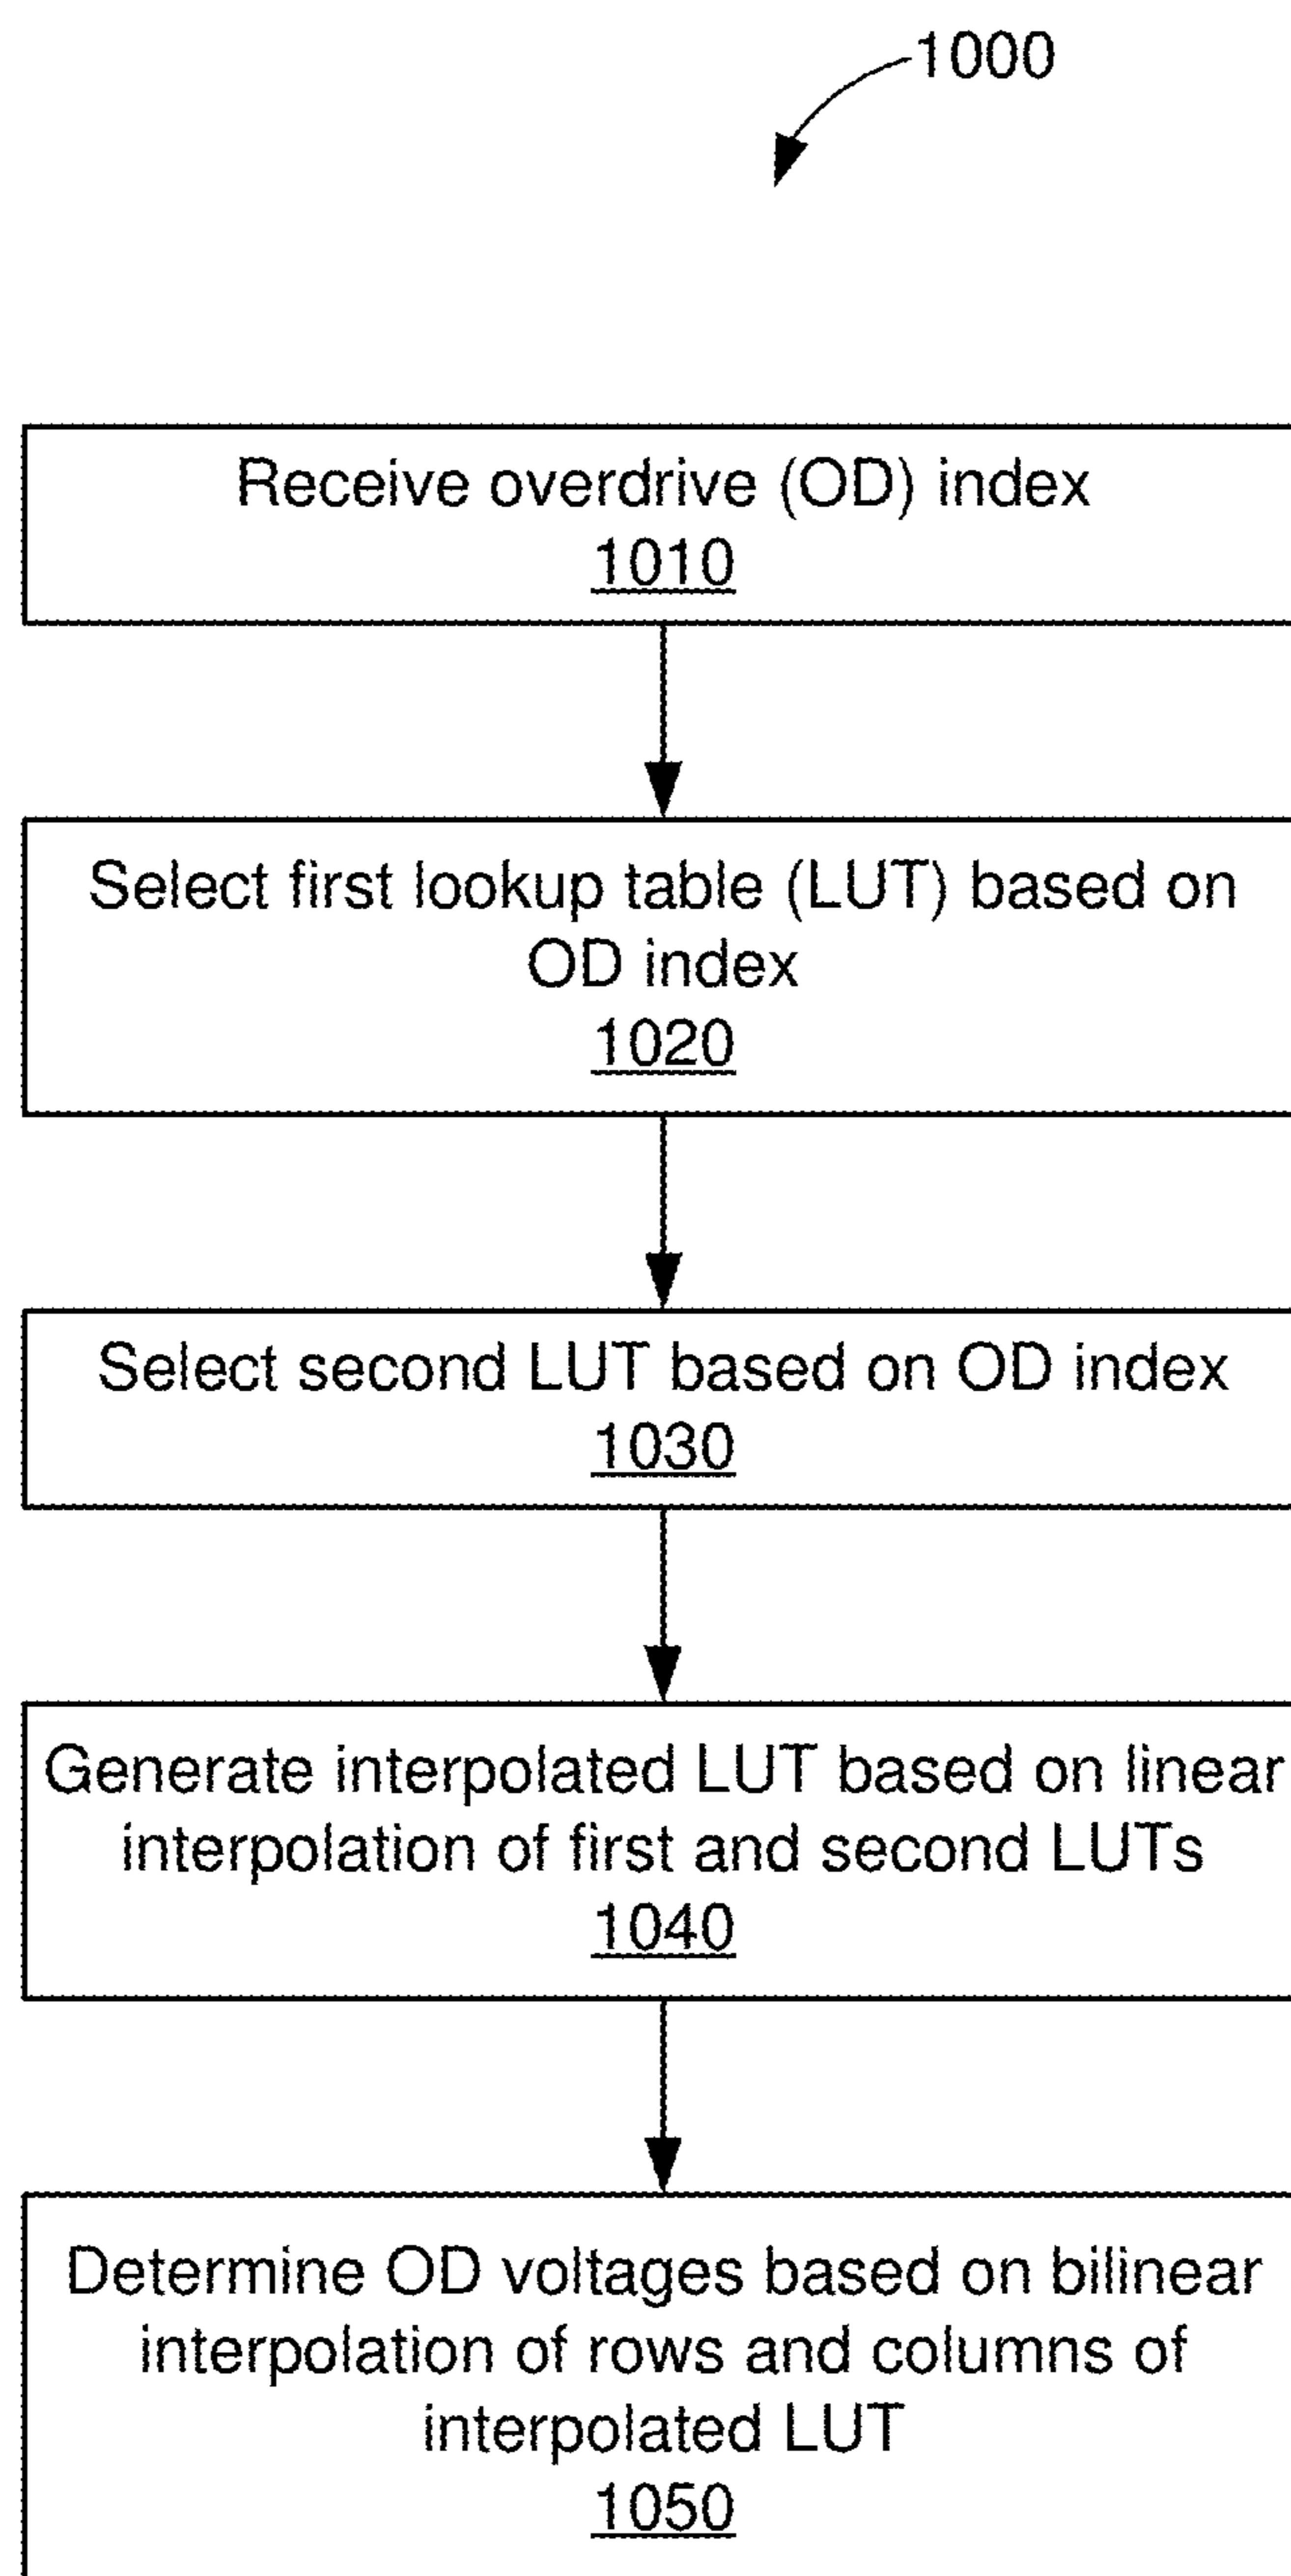 1000
Receive overdrive (OD) index
1010
Select first lookup table (LUT) based on
OD index
1020
Select second LUT based on OD index
1030
Generate interpolated LUT based on linear
interpolation of first and second LUTs
1040
Determine OD voltages based on bilinear
interpolation of rows and columns of
interpolated LUT
1050